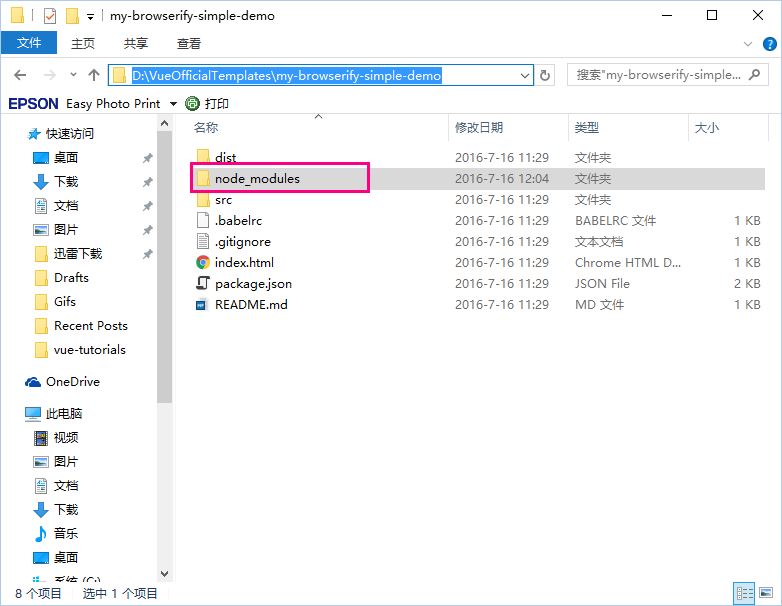 my-browserify-simple-demo
文件 主页 共享 查看
D:\VueOfficialTemplates\my-browserify-simple-demo 搜索"my-browserify-simple...
EPSON Easy Photo Print 打印
名称 修改日期 类型 大小
快速访问
桌面
下载
文档
图片
迅雷下载
Drafts
Gifs
Recent Posts
vue-tutorials
OneDrive
此电脑
视频
图片
文档
下载
音乐
桌面
系统 (C:)
dist 2016-7-16 11:29 文件夹
node_modules 2016-7-16 12:04 文件夹
src 2016-7-16 11:29 文件夹
.babelrc 2016-7-16 11:29 BABELRC 文件 1 KB
.gitignore 2016-7-16 11:29 文本文档 1 KB
index.html 2016-7-16 11:29 Chrome HTML D... 1 KB
package.json 2016-7-16 11:29 JSON File 2 KB
README.md 2016-7-16 11:29 MD 文件 1 KB
8 个项目 选中 1 个项目